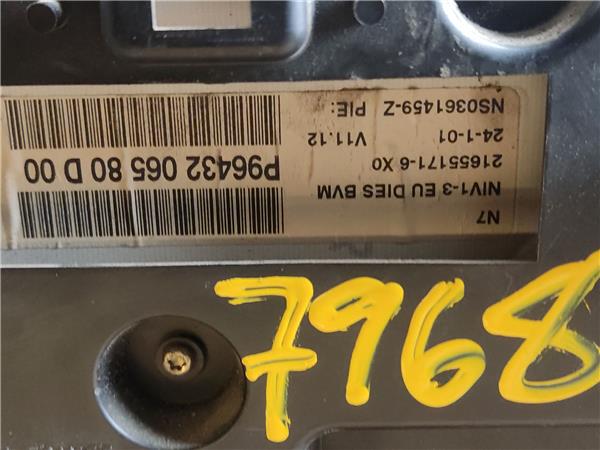 N7
NIV1-3 EU DIES BVM
21655171-6 X0
24-1-01 V11.12
NS0361459-Z PIE:
P96432 065 80 D 00
7968